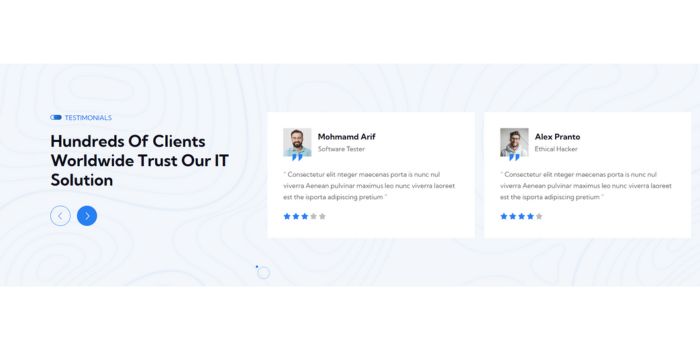 TESTIMONIALS
Hundreds Of Clients
Worldwide Trust Our IT
Solution
Mohmamd Arif
Software Tester
" Consectetur elit nteger maecenas porta is nunc nul
viverra Aenean pulvinar maximus leo nunc viverra laoreet
est the isporta adipiscing pretium "
Alex Pranto
Ethical Hacker
" Consectetur elit nteger maecenas porta is nunc nul
viverra Aenean pulvinar maximus leo nunc viverra laoreet
est the isporta adipiscing pretium "